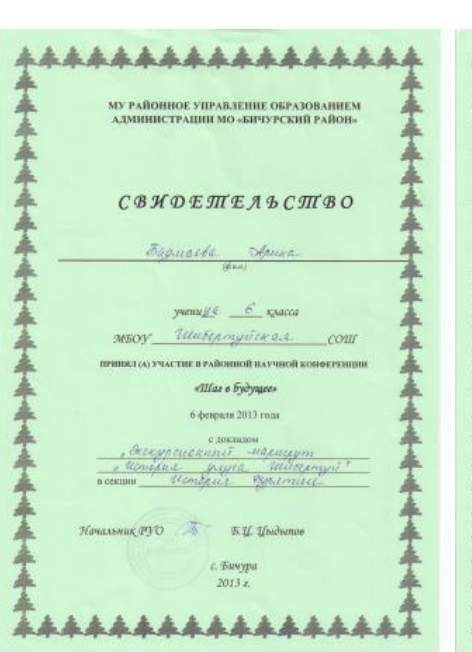 МУ РАЙОННОЕ УПРАВЛЕНИЕ ОБРАЗОВАНИЕМ
АДМИНИСТРАЦИИ МО «БИЧУРСКИЙ РАЙОН»
СВИДЕТЕЛЬСТВО
Бидмаева Арина
(фио)
ученица 6 класса
МБОУ Шибертуйская СОШ
ПРИНЯЛ (А) УЧАСТИЕ В РАЙОННОЙ НАУЧНОЙ КОНФЕРЕНЦИИ
«Шаг в будущее»
6 февраля 2013 года
с докладом
„Экскурсионный маршрут
„История улуса Шибертуй"
в секции История Бурятии
Начальник РУО Б.Ц. Цыдыпов
с. Бичура
2013 г.